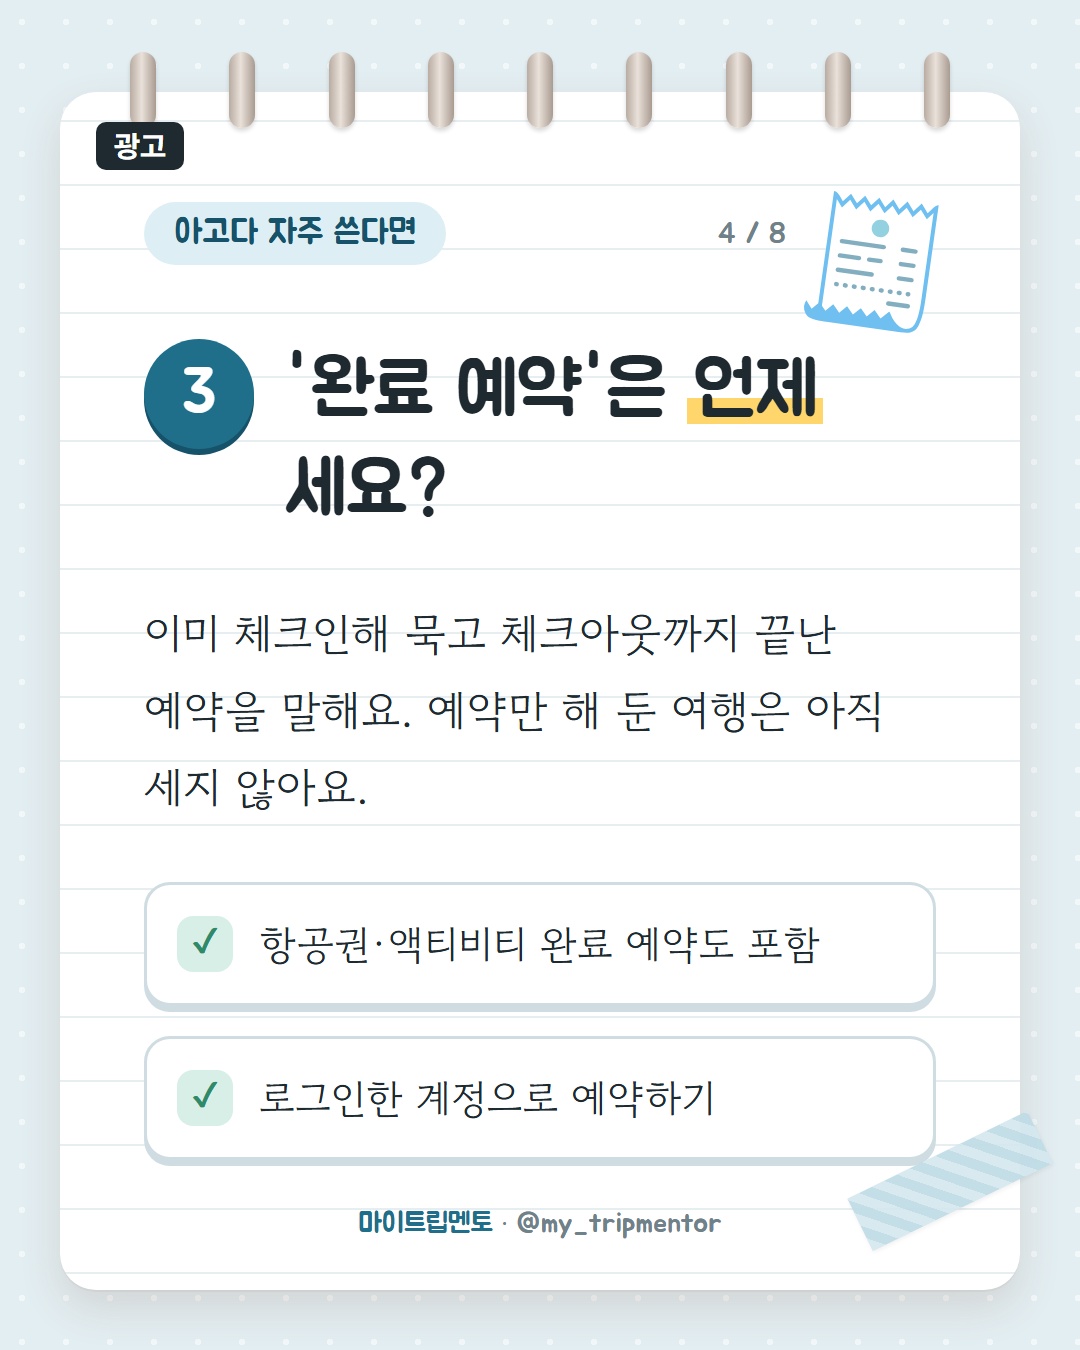 광고
아고다 자주 쓴다면
4 / 8
3
'완료 예약'은 언제
세요?
이미 체크인해 묵고 체크아웃까지 끝난
예약을 말해요. 예약만 해 둔 여행은 아직
세지 않아요.
✓ 항공권·액티비티 완료 예약도 포함
✓ 로그인한 계정으로 예약하기
마이트립멘토 · @my_tripmentor